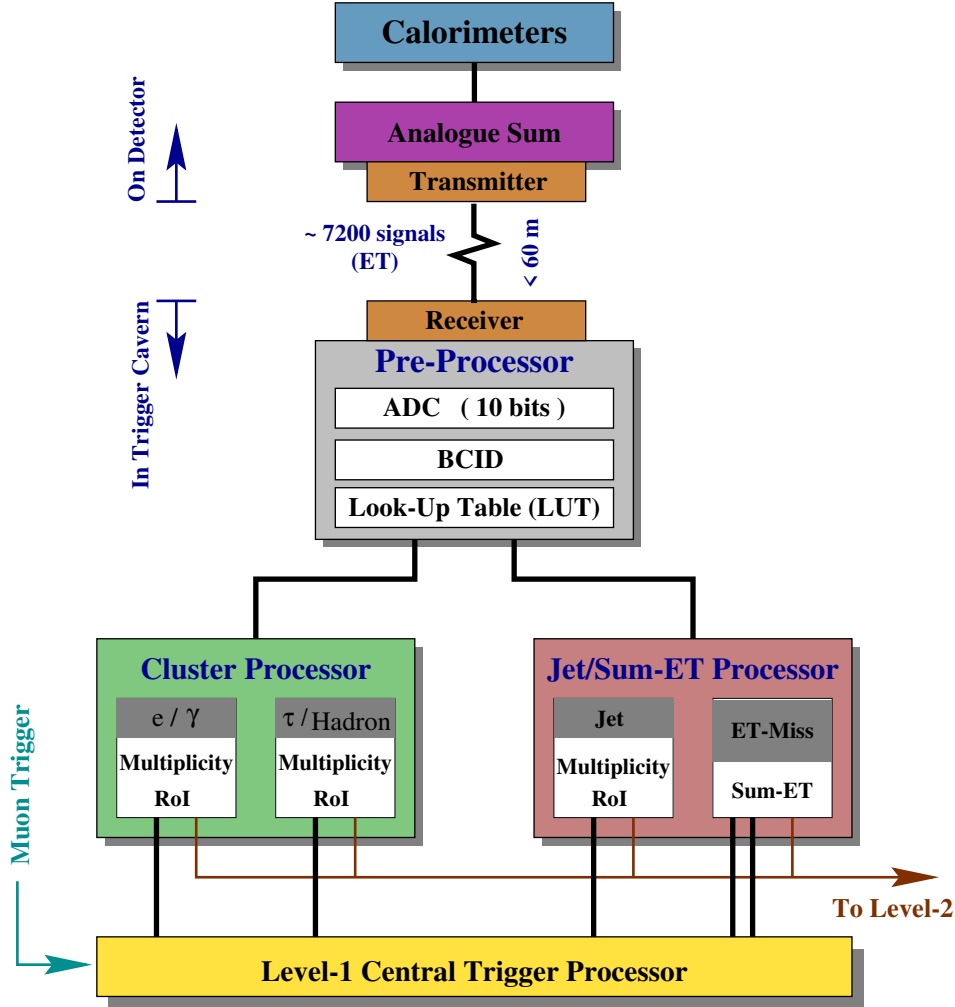 Calorimeters
Analogue Sum
Transmitter
On Detector
~ 7200 signals
(ET)
< 60 m
In Trigger Cavern
Receiver
Pre-Processor
ADC ( 10 bits )
BCID
Look-Up Table (LUT)
Cluster Processor
e / γ
Multiplicity
RoI
τ / Hadron
Multiplicity
RoI
Jet/Sum-ET Processor
Jet
Multiplicity
RoI
ET-Miss
Sum-ET
Muon Trigger
To Level-2
Level-1 Central Trigger Processor